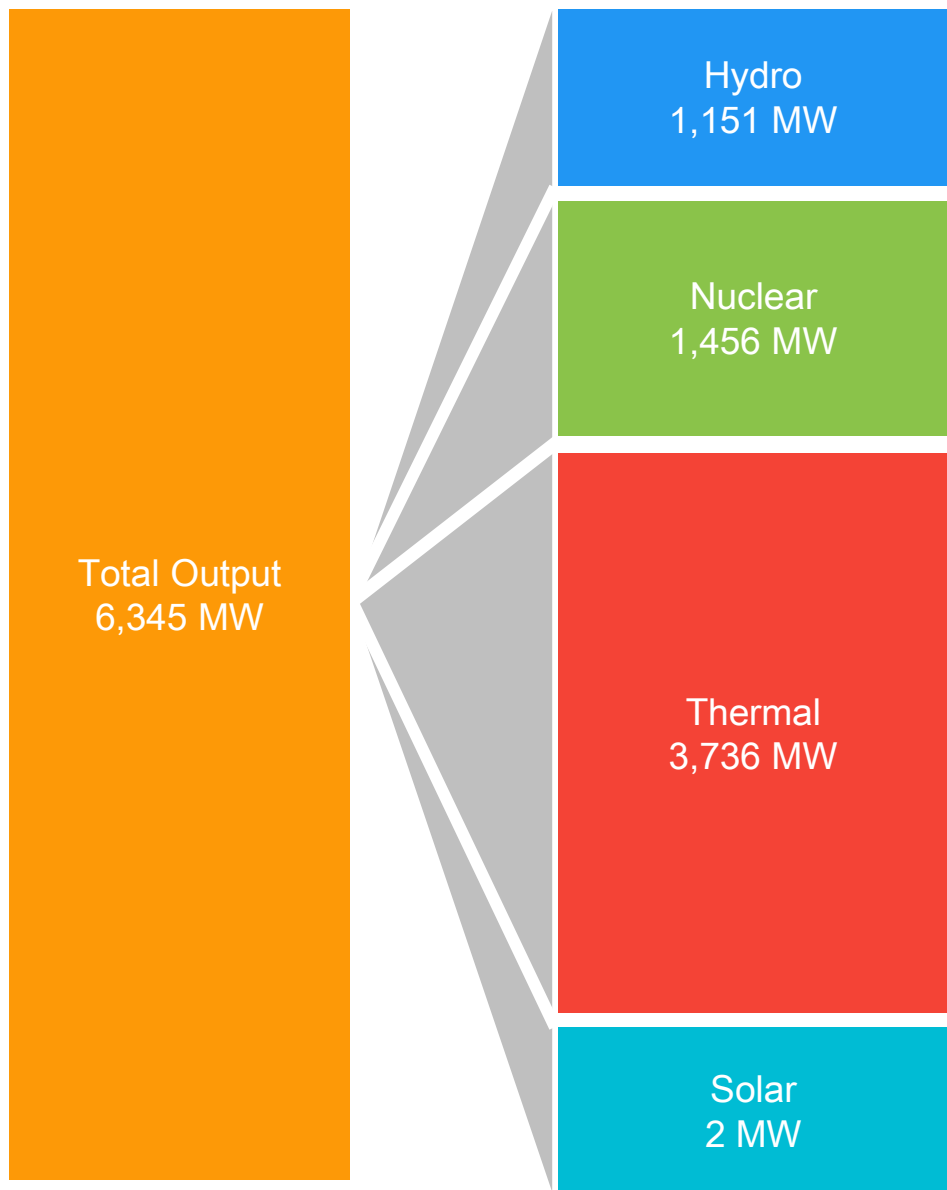 Total Output
6,345 MW
Hydro
1,151 MW
Nuclear
1,456 MW
Thermal
3,736 MW
Solar
2 MW